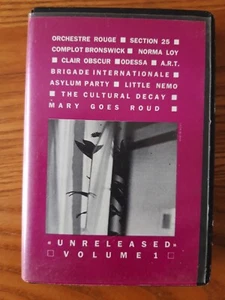 ORCHESTRE ROUGE ■ SECTION 25 ■
COMPLOT BRONSWICK ■ NORMA LOY
■ CLAIR OBSCUR ■ ODESSA ■ A.R.T.
BRIGADE INTERNATIONALE ■
ASYLUM PARTY ■ LITTLE NEMO
■ THE CULTURAL DECAY ■
MARY GOES ROUD ■
«UNRELEASED»
□ VOLUME 1 □